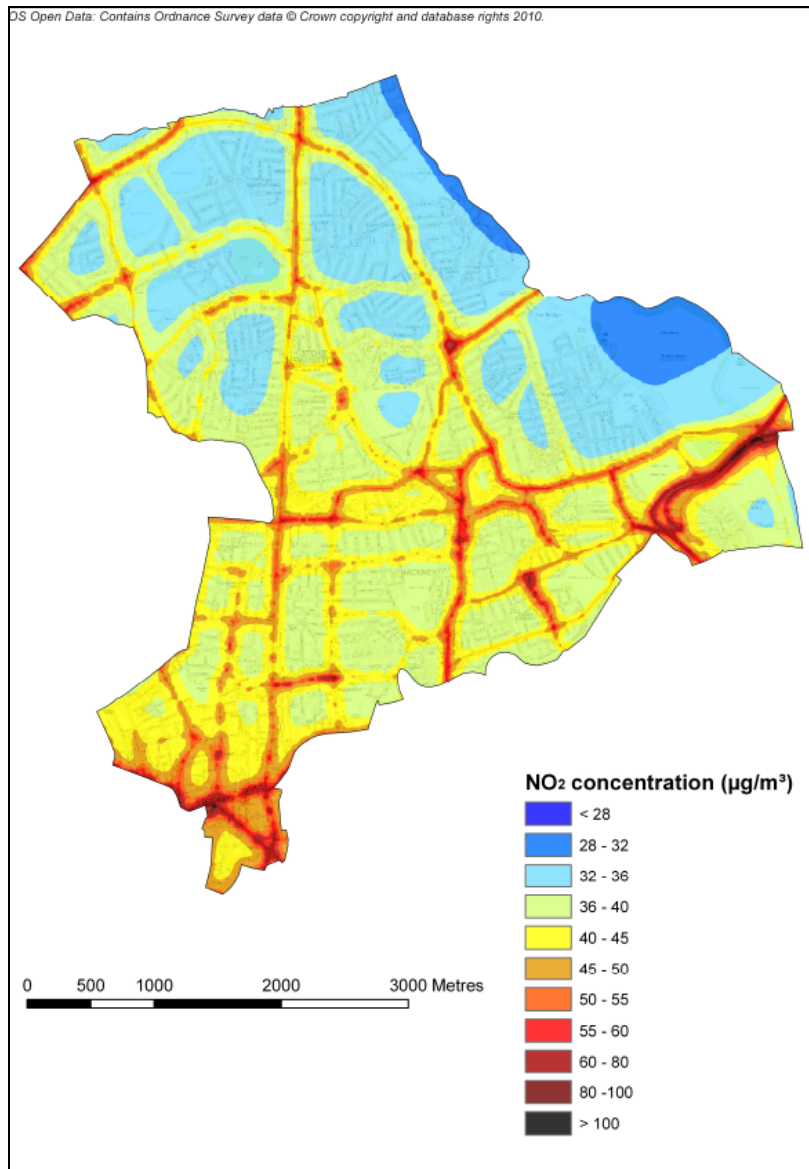 OS Open Data: Contains Ordnance Survey data © Crown copyright and database rights 2010.
HACKNEY
NO₂ concentration (µg/m³)
< 28
28 - 32
32 - 36
36 - 40
40 - 45
45 - 50
50 - 55
55 - 60
60 - 80
80 -100
> 100
0 500 1000 2000 3000 Metres